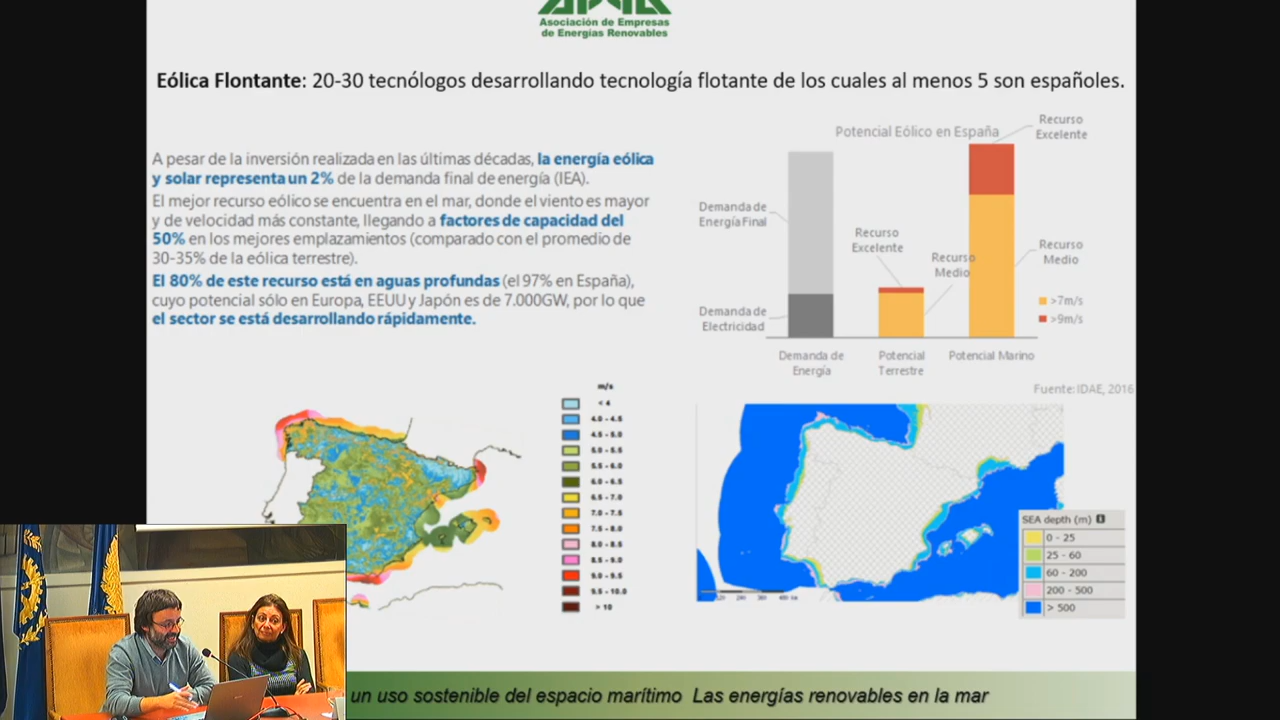 Asociación de Empresas
de Energías Renovables
Eólica Flontante: 20-30 tecnólogos desarrollando tecnología flotante de los cuales al menos 5 son españoles.
A pesar de la inversión realizada en las últimas décadas, la energía eólica
y solar representa un 2% de la demanda final de energía (IEA).
El mejor recurso eólico se encuentra en el mar, donde el viento es mayor
y de velocidad más constante, llegando a factores de capacidad del
50% en los mejores emplazamientos (comparado con el promedio de
30-35% de la eólica terrestre).
El 80% de este recurso está en aguas profundas (el 97% en España),
cuyo potencial sólo en Europa, EEUU y Japón es de 7.000GW, por lo que
el sector se está desarrollando rápidamente.
Potencial Eólico en España
Recurso
Excelente
Demanda de
Energía Final
Recurso
Excelente
Recurso
Medio
Recurso
Medio
>7m/s
>9m/s
Demanda de
Electricidad
Demanda de
Energía
Potencial
Terrestre
Potencial Marino
Fuente: IDAE, 2016
m/s
< 4
4.0 - 4.5
4.5 - 5.0
5.0 - 5.5
5.5 - 6.0
6.0 - 6.5
6.5 - 7.0
7.0 - 7.5
7.5 - 8.0
8.0 - 8.5
8.5 - 9.0
9.0 - 9.5
9.5 - 10.0
> 10
SEA depth (m)
0 - 25
25 - 60
60 - 200
200 - 500
> 500
un uso sostenible del espacio marítimo Las energías renovables en la mar